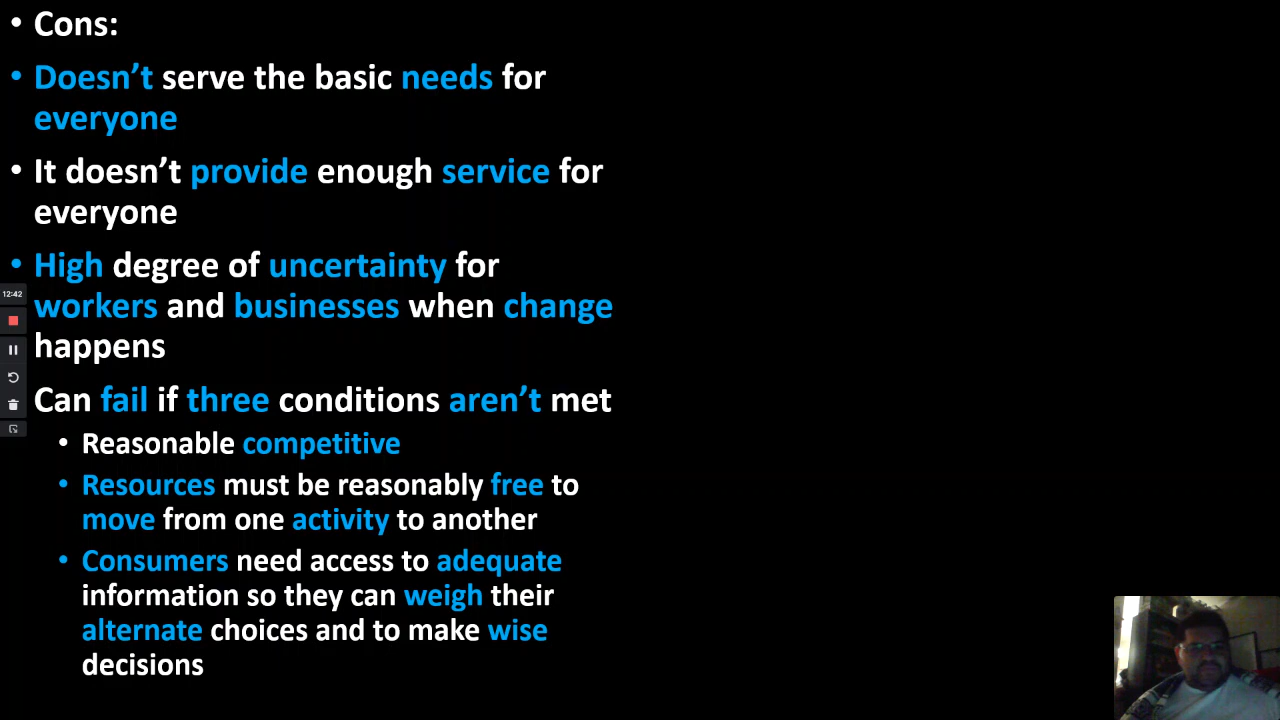 • Cons:
• Doesn’t serve the basic needs for
everyone
• It doesn’t provide enough service for
everyone
• High degree of uncertainty for
workers and businesses when change
happens
Can fail if three conditions aren’t met
• Reasonable competitive
• Resources must be reasonably free to
move from one activity to another
• Consumers need access to adequate
information so they can weigh their
alternate choices and to make wise
decisions
12:42